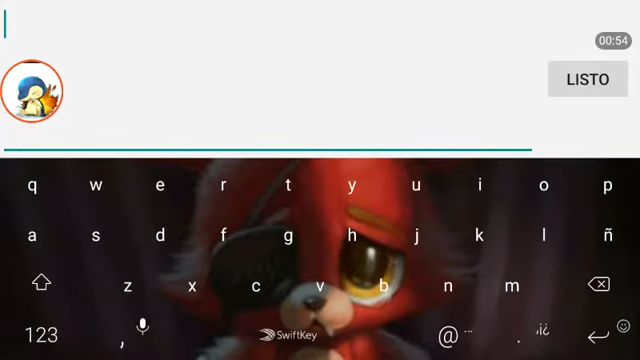 00:54
LISTO
q w e r t y u i o p
a s d f g h j k l ñ
z x c v b n m
123 , SwiftKey @ ... . ,!¿